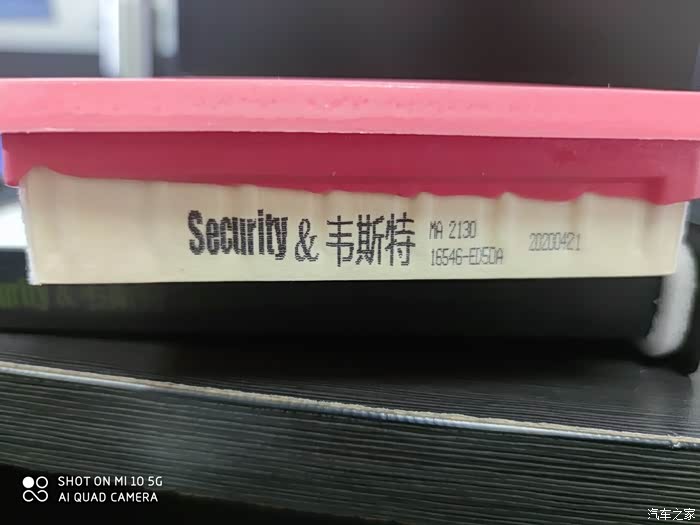 Security & 韦斯特
MA 2130
16546-ED5DA
20200421
SHOT ON MI 10 5G
AI QUAD CAMERA
汽车之家